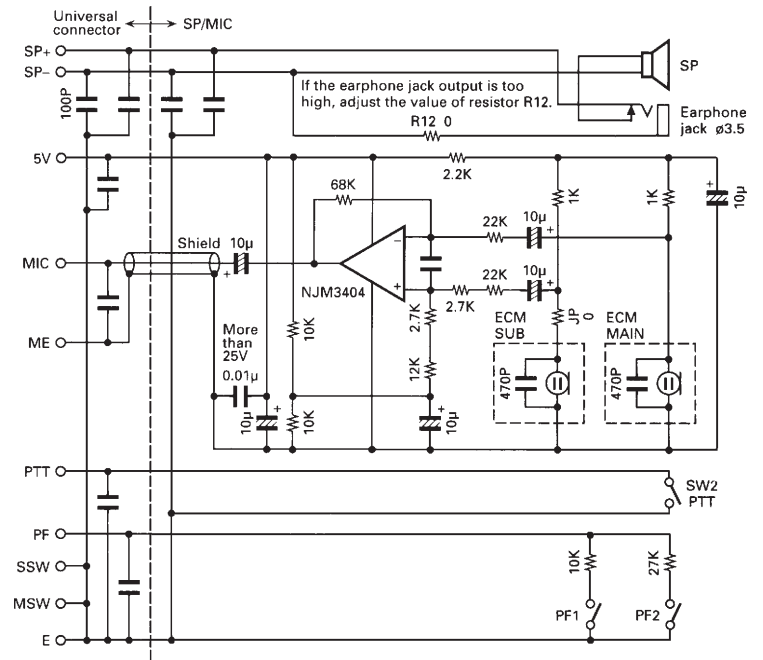 Universal
connector
SP/MIC
SP+
SP−
100P
SP
If the earphone jack output is too
high, adjust the value of resistor R12.
R12 0
Earphone
jack ø3.5
5V
2.2K
68K
1K
1K
10μ
+
22K
10μ
+
Shield
10μ
+
MIC
−
+
NJM3404
22K
10μ
+
2.7K
2.7K
ME
More
than
25V
0.01μ
10K
12K
ECM
SUB
JP
0
ECM
MAIN
470P
470P
10μ
+
10K
10μ
+
PTT
SW2
PTT
PF
SSW
10K
27K
MSW
PF1
PF2
E